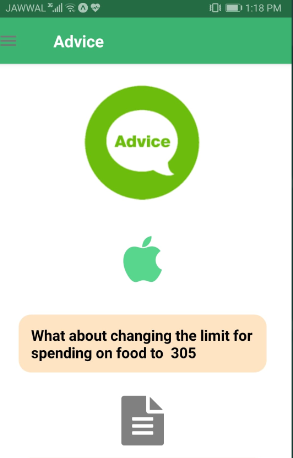 JAWWAL 1:18 PM
Advice
Advice
What about changing the limit for
spending on food to 305